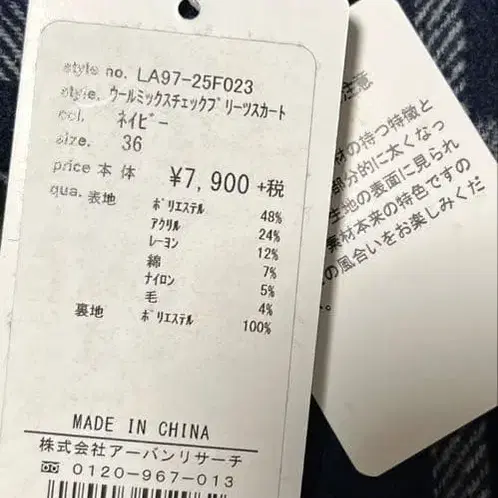 style no. LA97-25F023
style. ｳｰﾙﾐｯｸｽﾁｪｯｸﾌﾟﾘｰﾂｽｶｰﾄ
col. ﾈｲﾋﾞｰ
size. 36
price 本体 ¥7,900 +税
qua. 表地 ﾎﾟﾘｴｽﾃﾙ 48%
ｱｸﾘﾙ 24%
ﾚｰﾖﾝ 12%
綿 7%
ﾅｲﾛﾝ 5%
毛 4%
裏地 ﾎﾟﾘｴｽﾃﾙ 100%
MADE IN CHINA
株式会社アーバンリサーチ
0120-967-013
注意
材の持つ特徴と
部分的に太くなっ
生地の表面に見られ
素材本来の特色ですの
の風合いをお楽しみくだ
。